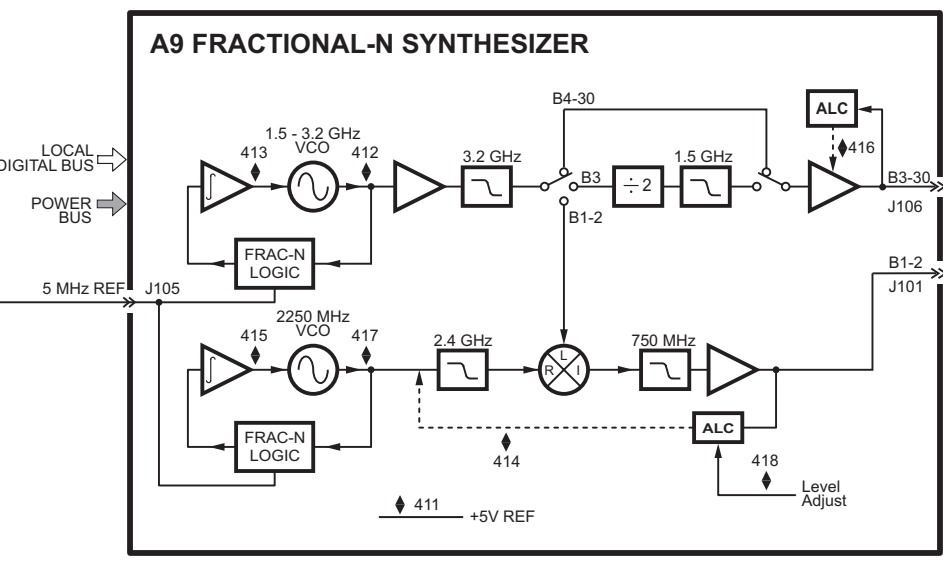 A9 FRACTIONAL-N SYNTHESIZER
LOCAL
DIGITAL BUS
POWER
BUS
5 MHz REF
J105
1.5 - 3.2 GHz
VCO
413
412
FRAC-N
LOGIC
3.2 GHz
B4-30
B3
B1-2
÷ 2
1.5 GHz
ALC
416
B3-30
J106
B1-2
J101
2250 MHz
VCO
415
417
FRAC-N
LOGIC
2.4 GHz
L
R
I
750 MHz
ALC
414
418
Level
Adjust
411
+5V REF